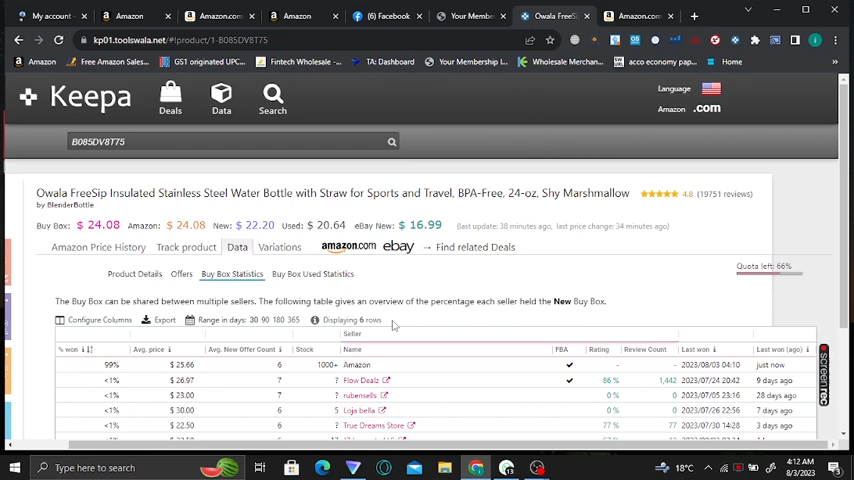 My account -
Amazon
Amazon.com
Amazon
(6) Facebook
Your Membe
Owala FreeSi
Amazon.com
kp01.toolswala.net/#!product/1-B085DV8T75
Amazon
Free Amazon Sales...
GS1 originated UPC...
Fintech Wholesale -...
TA: Dashboard
Your Membership I...
Wholesale Merchan...
acco economy pap...
Home
Keepa
Deals
Data
Search
Language
Amazon .com
B085DV8T75
Owala FreeSip Insulated Stainless Steel Water Bottle with Straw for Sports and Travel, BPA-Free, 24-oz, Shy Marshmallow
4.8 (19751 reviews)
by BlenderBottle
Buy Box: $ 24.08 Amazon: $ 24.08 New: $ 22.20 Used: $ 20.64 eBay New: $ 16.99 (last update: 38 minutes ago, last price change: 34 minutes ago)
Amazon Price History Track product Data Variations amazon.com ebay → Find related Deals
Quota left: 66%
Product Details Offers Buy Box Statistics Buy Box Used Statistics
The Buy Box can be shared between multiple sellers. The following table gives an overview of the percentage each seller held the New Buy Box.
Configure Columns Export Range in days: 30 90 180 365 Displaying 6 rows
Seller
% won Avg. price Avg. New Offer Count Stock Name FBA Rating Review Count Last won Last won (ago)
99% $ 25.66 6 1000+ Amazon - - 2023/08/03 04:10 just now
<1% $ 26.97 7 ? Flow Dealz 86 % 1,442 2023/07/24 20:42 9 days ago
<1% $ 23.00 7 ? rubensells 0 % 0 2023/07/05 23:16 28 days ago
<1% $ 30.00 6 5 Loja bella 0 % 0 2023/07/26 22:56 7 days ago
<1% $ 22.50 6 ? True Dreams Store 77 % 77 2023/07/30 14:28 3 days ago
screenrec
Type here to search
18°C
4:12 AM
8/3/2023